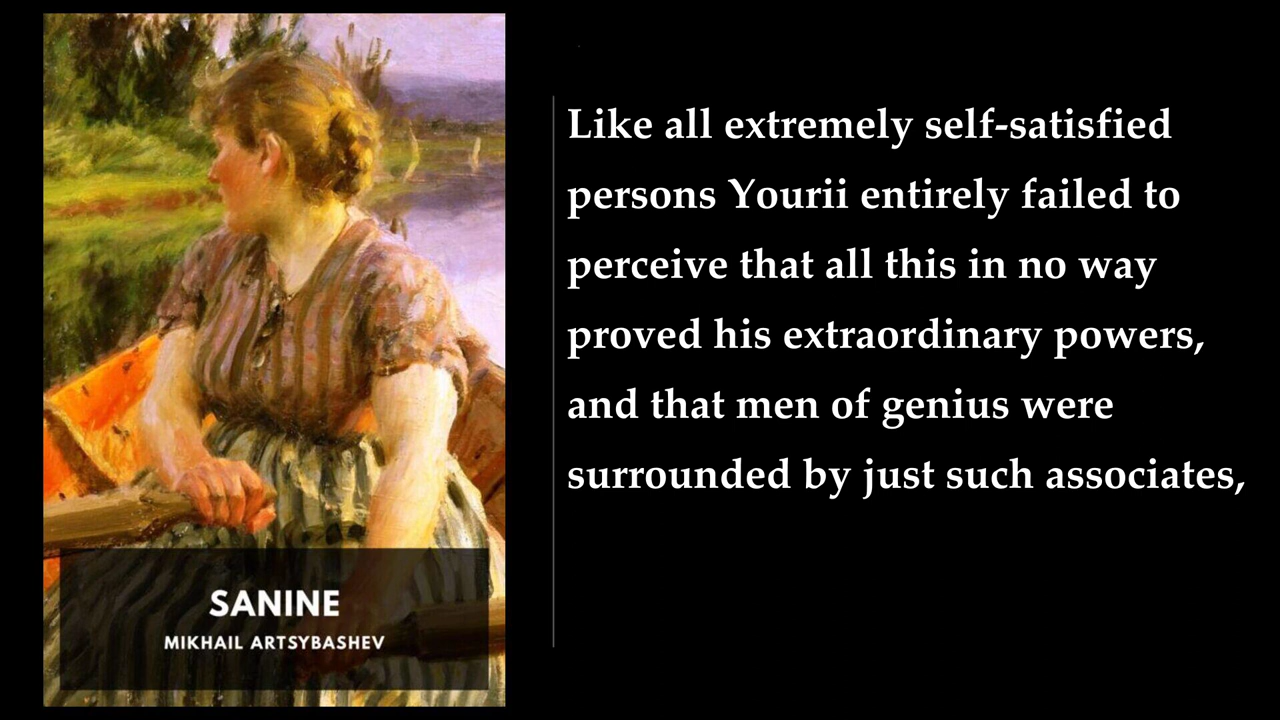 SANINE
MIKHAIL ARTSYBASHEV
Like all extremely self-satisfied
persons Yourii entirely failed to
perceive that all this in no way
proved his extraordinary powers,
and that men of genius were
surrounded by just such associates,